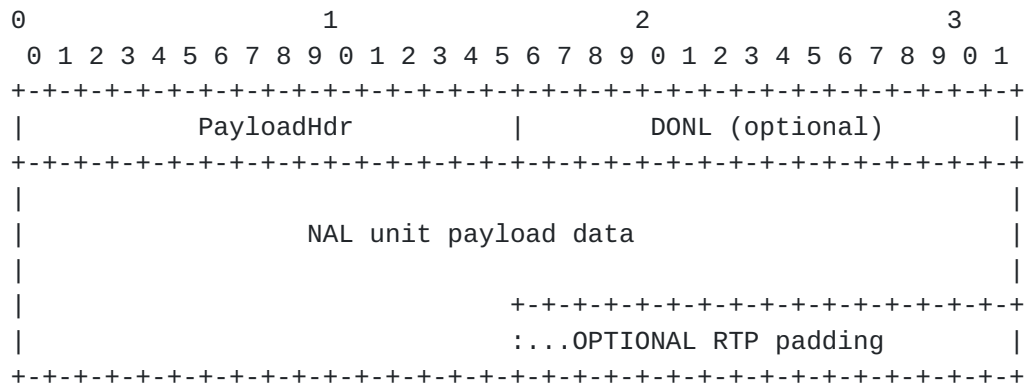 0                   1                   2                   3
 0 1 2 3 4 5 6 7 8 9 0 1 2 3 4 5 6 7 8 9 0 1 2 3 4 5 6 7 8 9 0 1
+-+-+-+-+-+-+-+-+-+-+-+-+-+-+-+-+-+-+-+-+-+-+-+-+-+-+-+-+-+-+-+-+
|           PayloadHdr          |        DONL (optional)        |
+-+-+-+-+-+-+-+-+-+-+-+-+-+-+-+-+-+-+-+-+-+-+-+-+-+-+-+-+-+-+-+-+
|                                                               |
|                  NAL unit payload data                        |
|                                                               |
|                               +-+-+-+-+-+-+-+-+-+-+-+-+-+-+-+-+
|                               :...OPTIONAL RTP padding        |
+-+-+-+-+-+-+-+-+-+-+-+-+-+-+-+-+-+-+-+-+-+-+-+-+-+-+-+-+-+-+-+-+